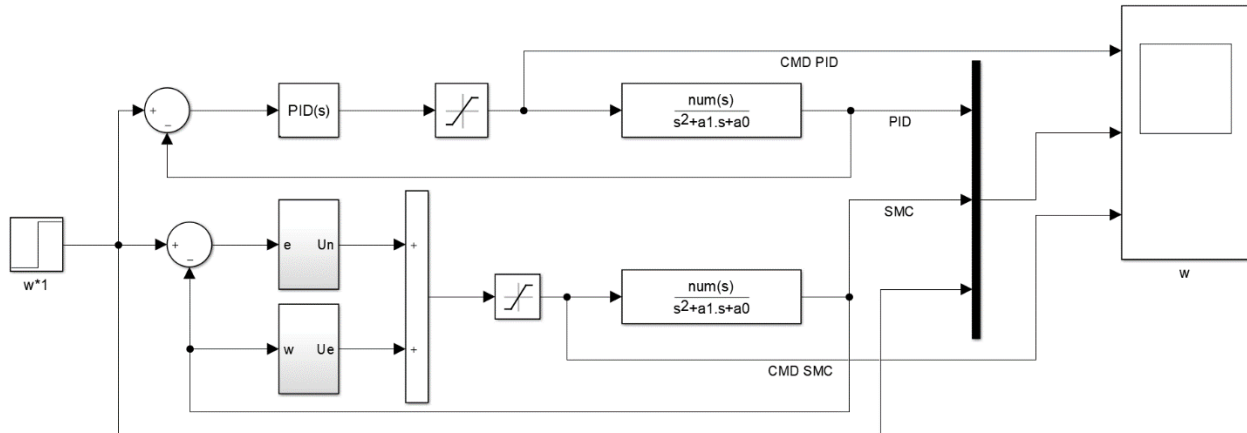 CMD PID
+
−
PID(s)
num(s)
s²+a1.s+a0
PID
SMC
w*1
+
−
e Un
+
w
num(s)
s²+a1.s+a0
w Ue
+
CMD SMC